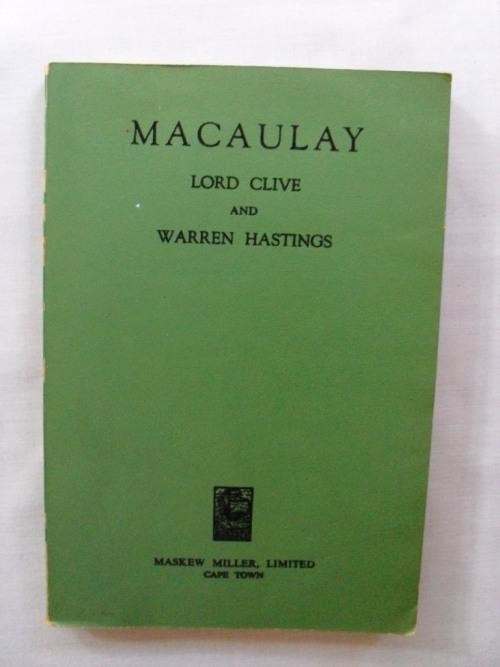 MACAULAY
LORD CLIVE
AND
WARREN HASTINGS
MASKEW MILLER, LIMITED
CAPE TOWN